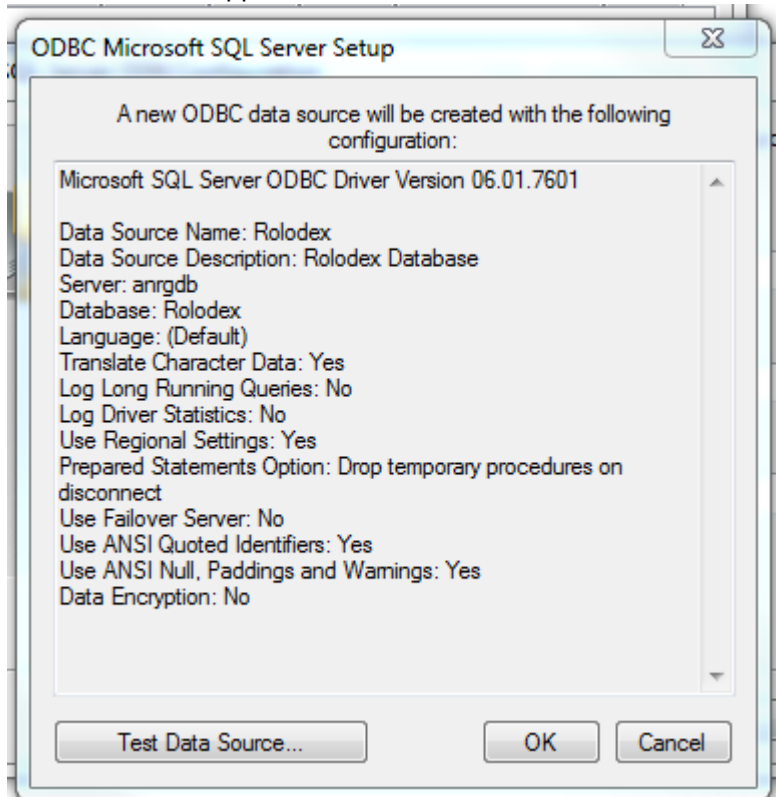 ODBC Microsoft SQL Server Setup
A new ODBC data source will be created with the following
configuration:
Microsoft SQL Server ODBC Driver Version 06.01.7601
Data Source Name: Rolodex
Data Source Description: Rolodex Database
Server: anrgdb
Database: Rolodex
Language: (Default)
Translate Character Data: Yes
Log Long Running Queries: No
Log Driver Statistics: No
Use Regional Settings: Yes
Prepared Statements Option: Drop temporary procedures on
disconnect
Use Failover Server: No
Use ANSI Quoted Identifiers: Yes
Use ANSI Null, Paddings and Warnings: Yes
Data Encryption: No
Test Data Source... OK Cancel